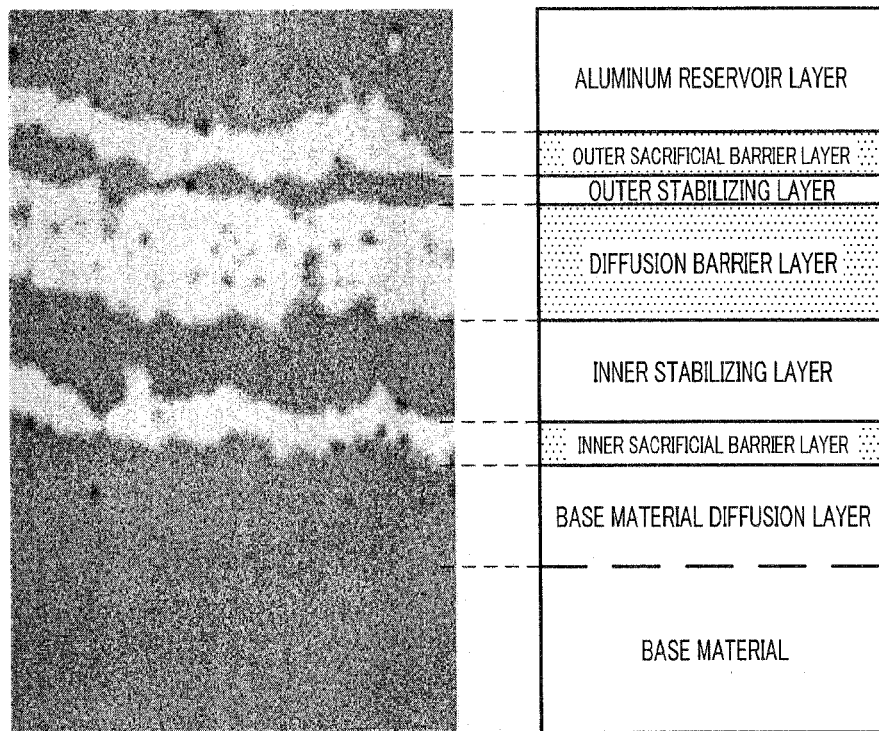 ALUMINUM RESERVOIR LAYER
OUTER SACRIFICIAL BARRIER LAYER
OUTER STABILIZING LAYER
DIFFUSION BARRIER LAYER
INNER STABILIZING LAYER
INNER SACRIFICIAL BARRIER LAYER
BASE MATERIAL DIFFUSION LAYER
BASE MATERIAL